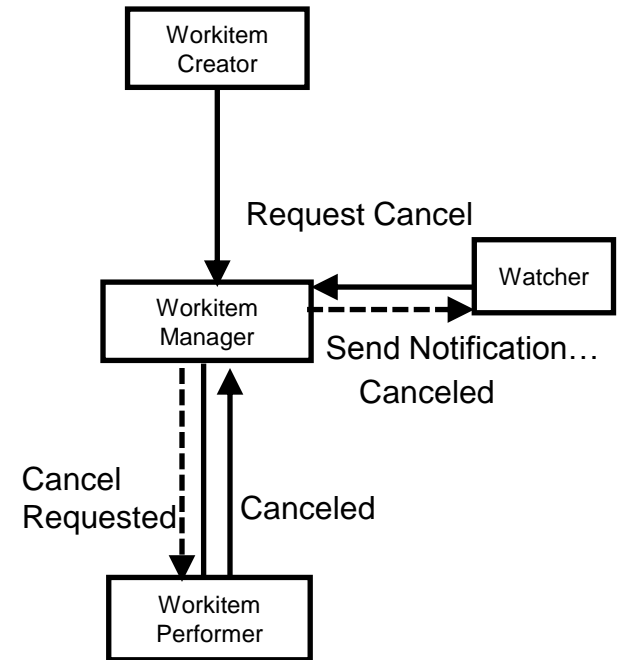 Workitem
Creator
Request Cancel
Watcher
Workitem
Manager
Send Notification…
Canceled
Cancel
Requested
Canceled
Workitem
Performer